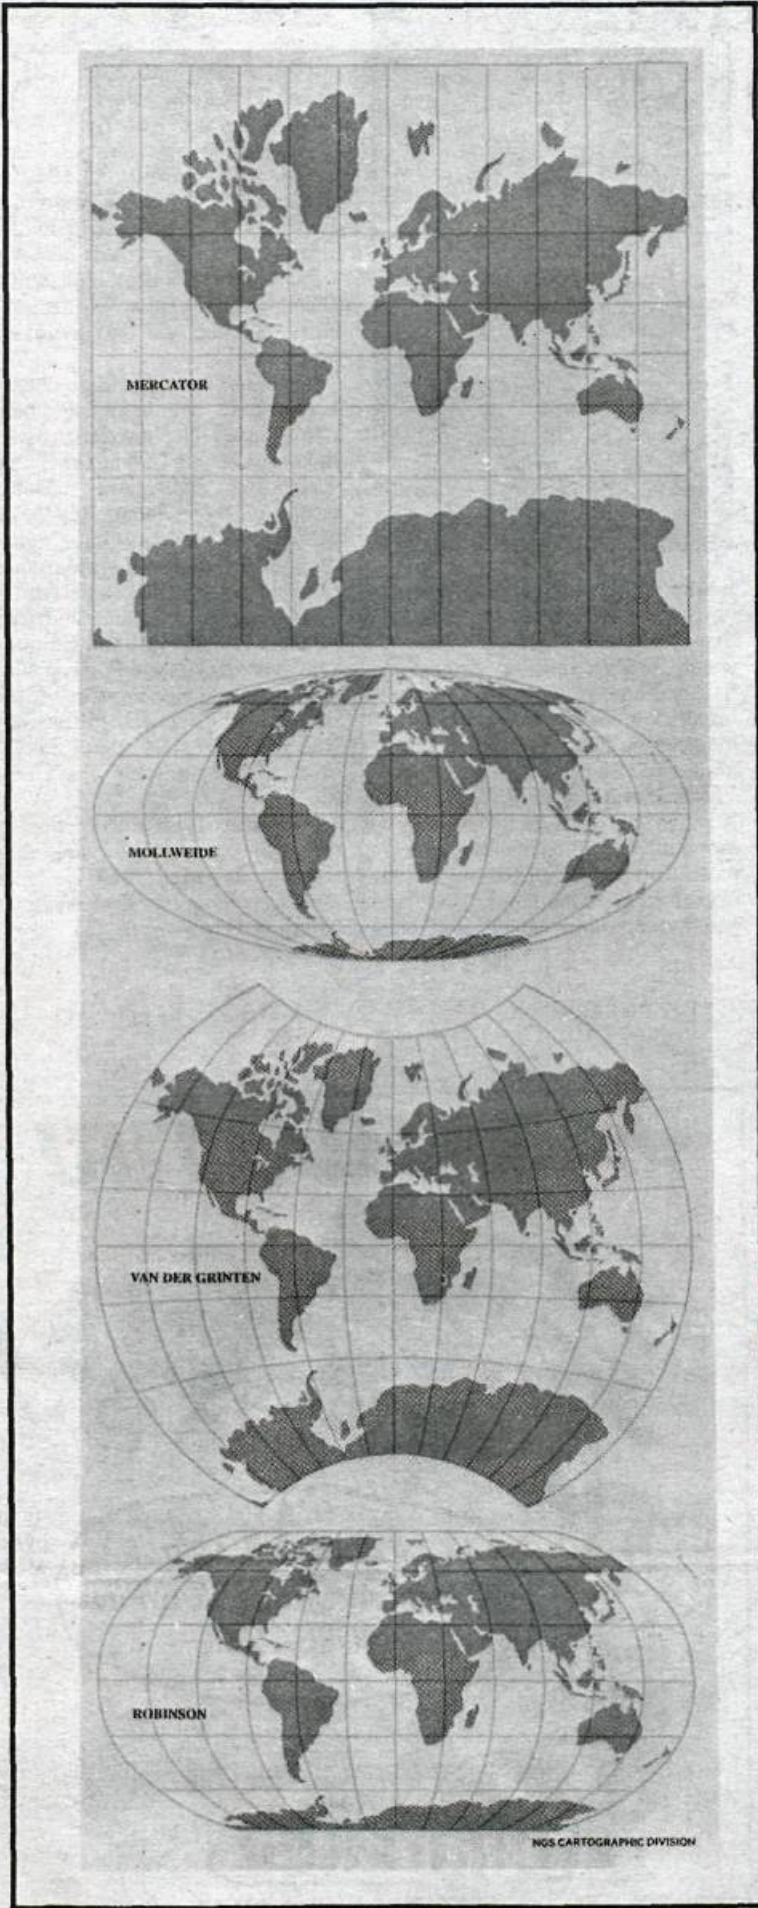 MERCATOR
MOLLWEIDE
VAN DER GRINTEN
ROBINSON
NGS CARTOGRAPHIC DIVISION